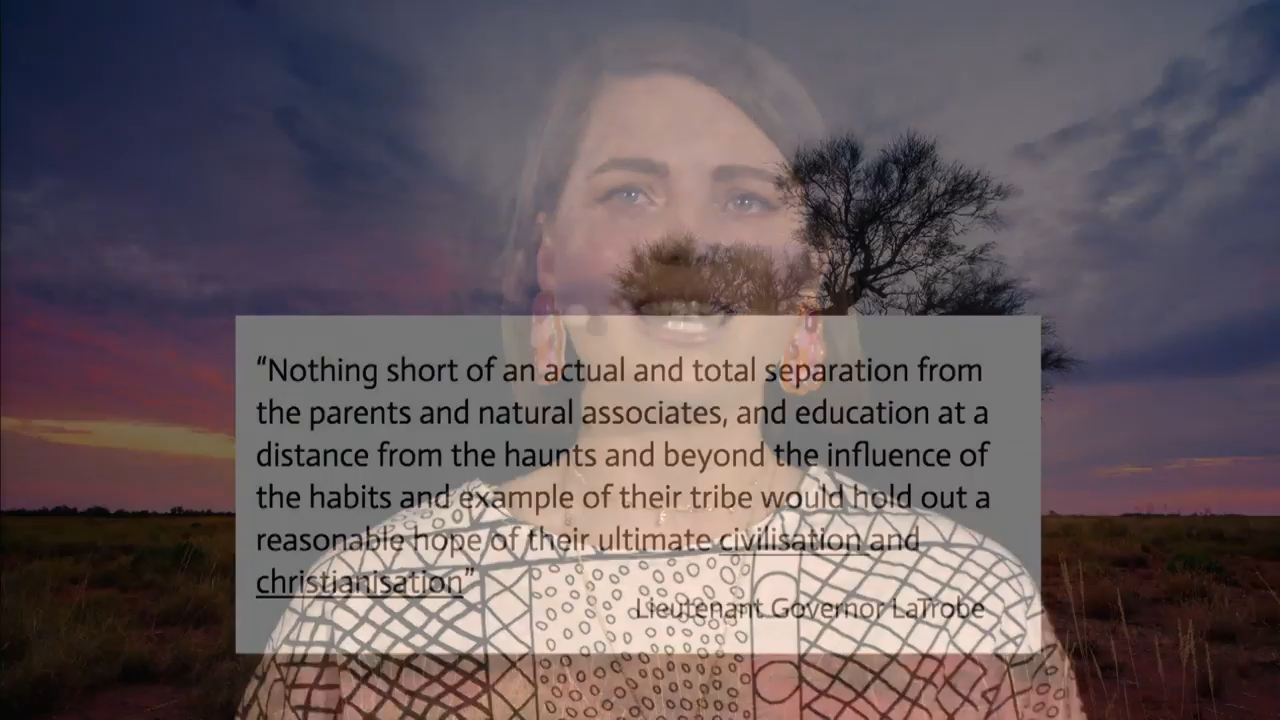 “Nothing short of an actual and total separation from
the parents and natural associates, and education at a
distance from the haunts and beyond the influence of
the habits and example of their tribe would hold out a
reasonable hope of their ultimate civilisation and
christianisation”
Lieutenant Governor LaTrobe